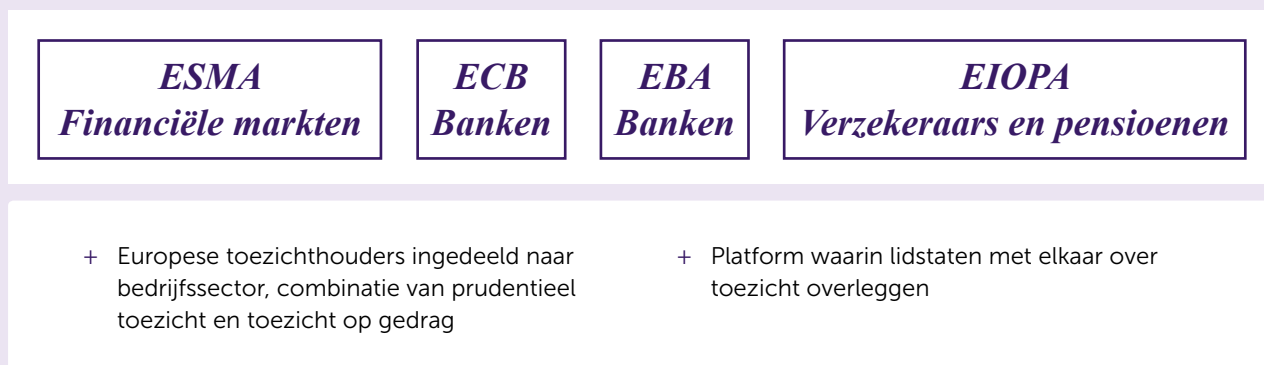 ESMA
Financiële markten
ECB
Banken
EBA
Banken
EIOPA
Verzekeraars en pensioenen
+ Europese toezichthouders ingedeeld naar
bedrijfssector, combinatie van prudentieel
toezicht en toezicht op gedrag
+ Platform waarin lidstaten met elkaar over
toezicht overleggen